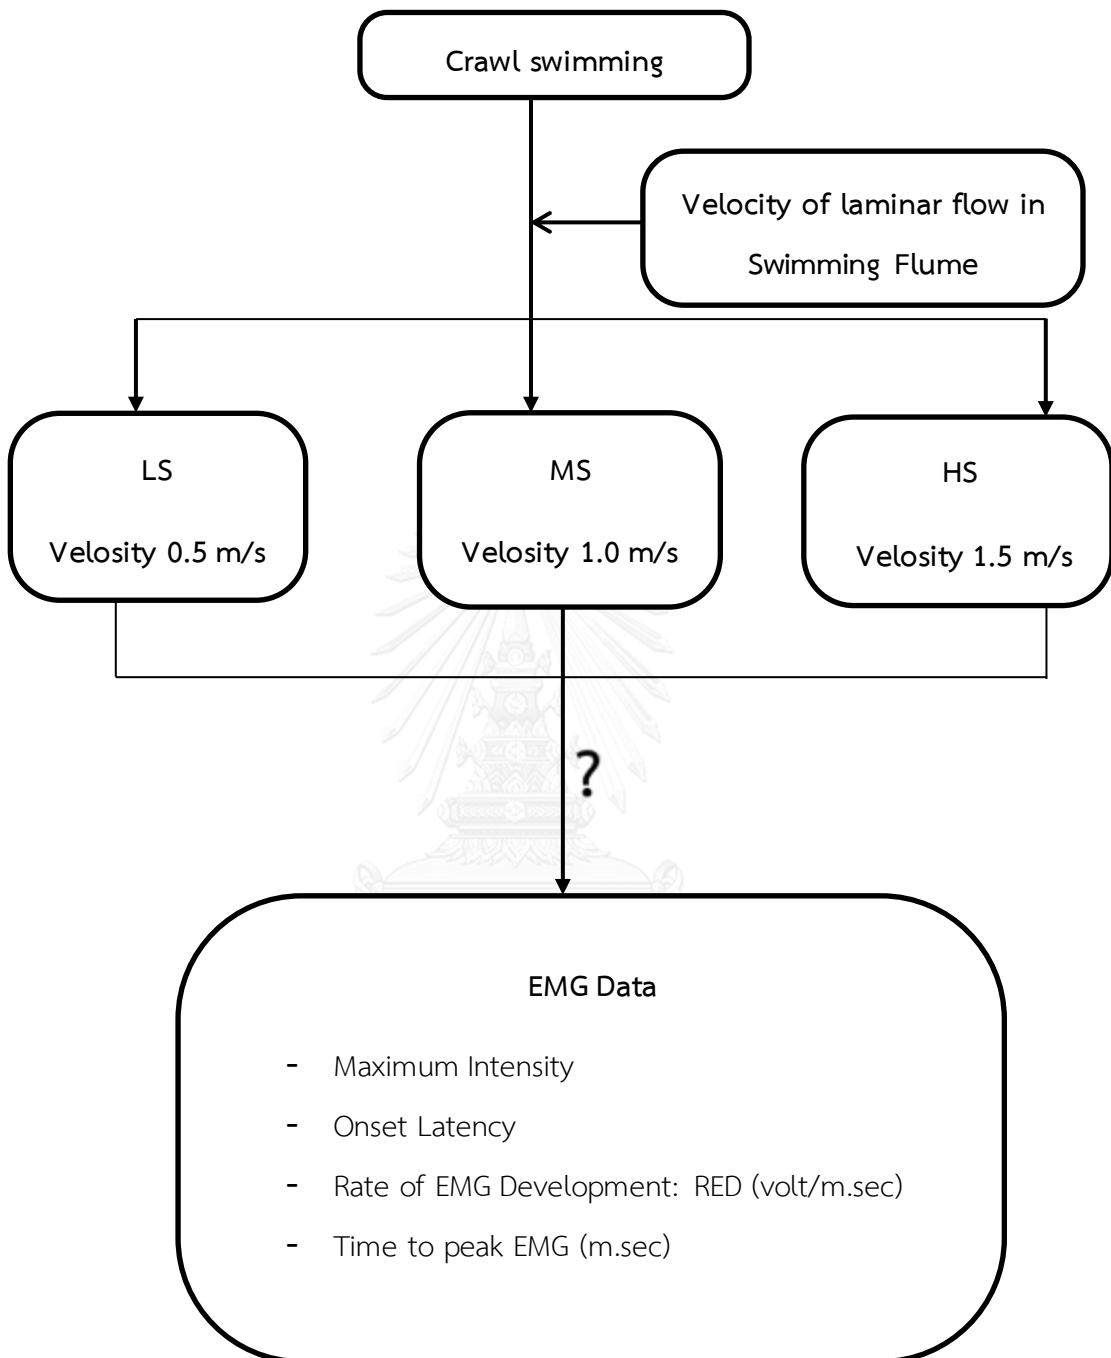 Crawl swimming
Velocity of laminar flow in
Swimming Flume
LS
Velosity 0.5 m/s
MS
Velosity 1.0 m/s
HS
Velosity 1.5 m/s
?
EMG Data
- Maximum Intensity
- Onset Latency
- Rate of EMG Development: RED (volt/m.sec)
- Time to peak EMG (m.sec)